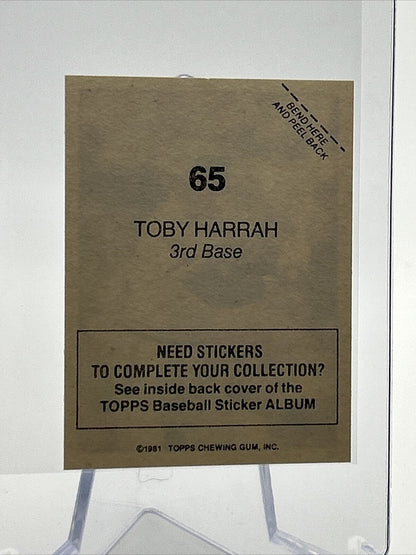 BEND HERE
AND PEEL BACK
65
TOBY HARRAH
3rd Base
NEED STICKERS
TO COMPLETE YOUR COLLECTION?
See inside back cover of the
TOPPS Baseball Sticker ALBUM
©1981 TOPPS CHEWING GUM, INC.